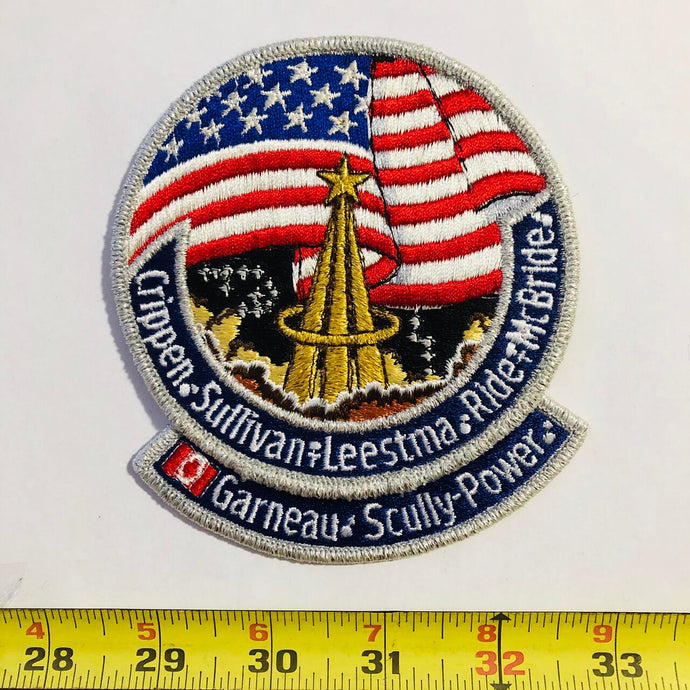 Crippen Sullivan Leestma Ride McBride
Garneau Scully-Power
4 5 6 7 8 9
28 29 30 31 32 33